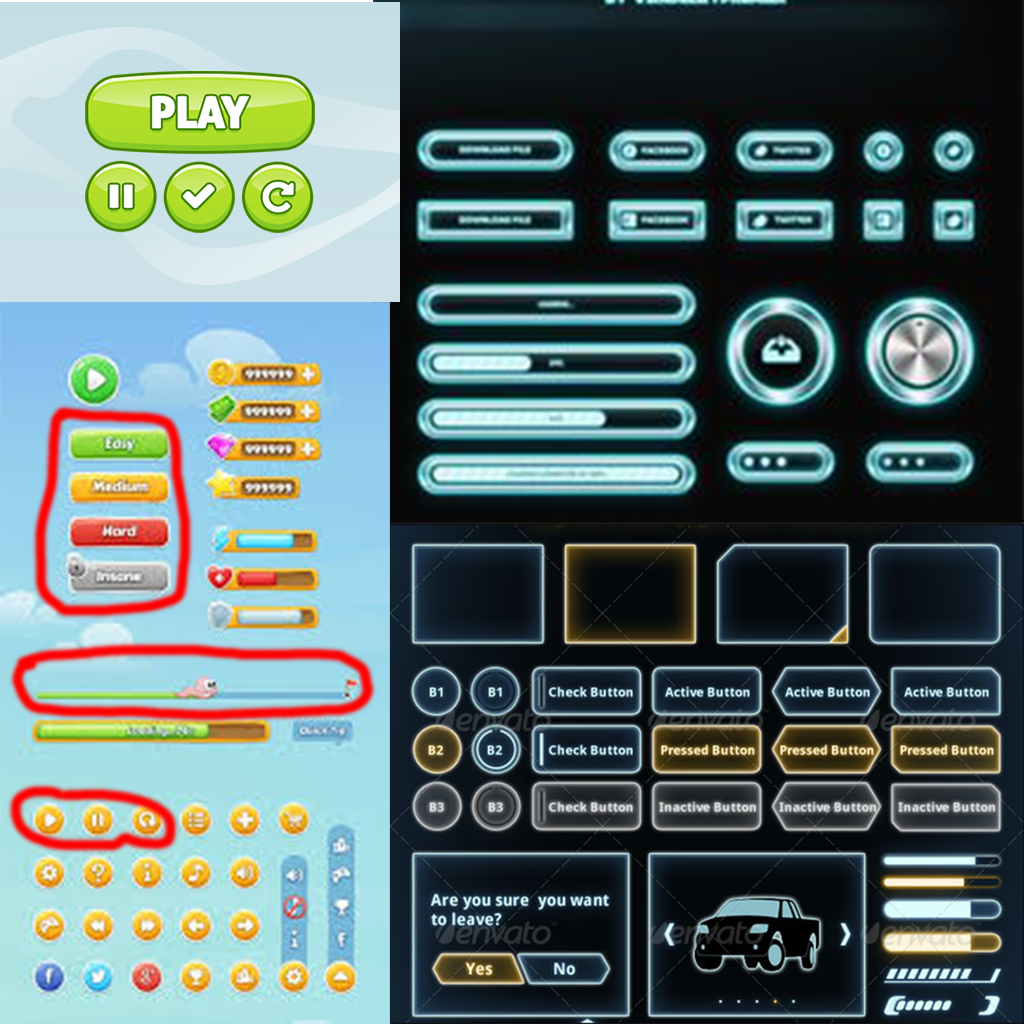 PLAY
DOWNLOAD FILE
FACEBOOK
TWITTER
DOWNLOAD FILE
FACEBOOK
TWITTER
Easy
Medium
Hard
Insane
999999
999999
999999
999999
B1
B1
Check Button
Active Button
Active Button
Active Button
B2
B2
Check Button
Pressed Button
Pressed Button
Pressed Button
B3
B3
Check Button
Inactive Button
Inactive Button
Inactive Button
envato
envato
envato
Are you sure you want
to leave?
envato
envato
envato
Yes
No